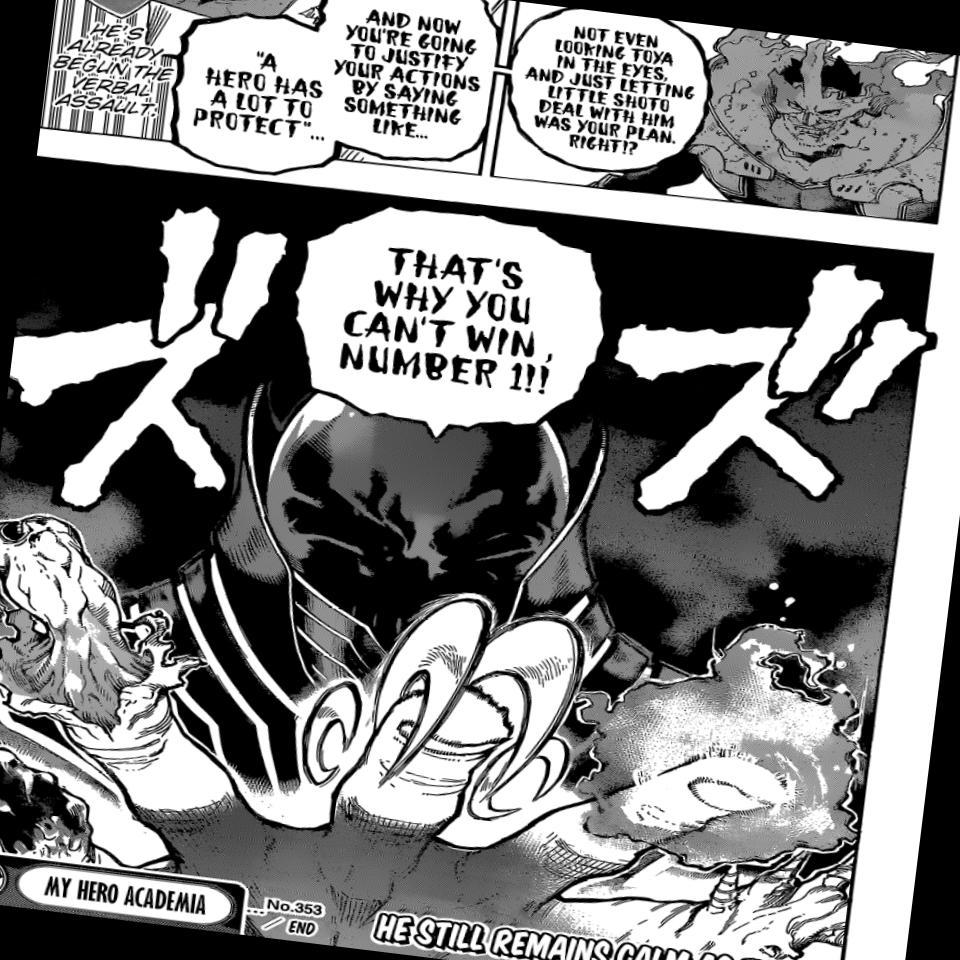 NOT EVEN
LOOKING TOYA
IN THE EYES,
AND JUST LETTING
LITTLE SHOTO
DEAL WITH HIM
WAS YOUR PLAN.
RIGHT!?
AND NOW
YOU'RE GOING
TO JUSTIFY
YOUR ACTIONS
BY SAYING
SOMETHING
LIKE...
"A
HERO HAS
A LOT TO
PROTECT"...
HE'S
ALREADY
BEGUN THE
VERBAL
ASSAULT.
THAT'S
WHY YOU
CAN'T WIN,
NUMBER 1!!
ズ
ズ
MY HERO ACADEMIA
...No.353
/ END
HE STILL REMAINS CALM